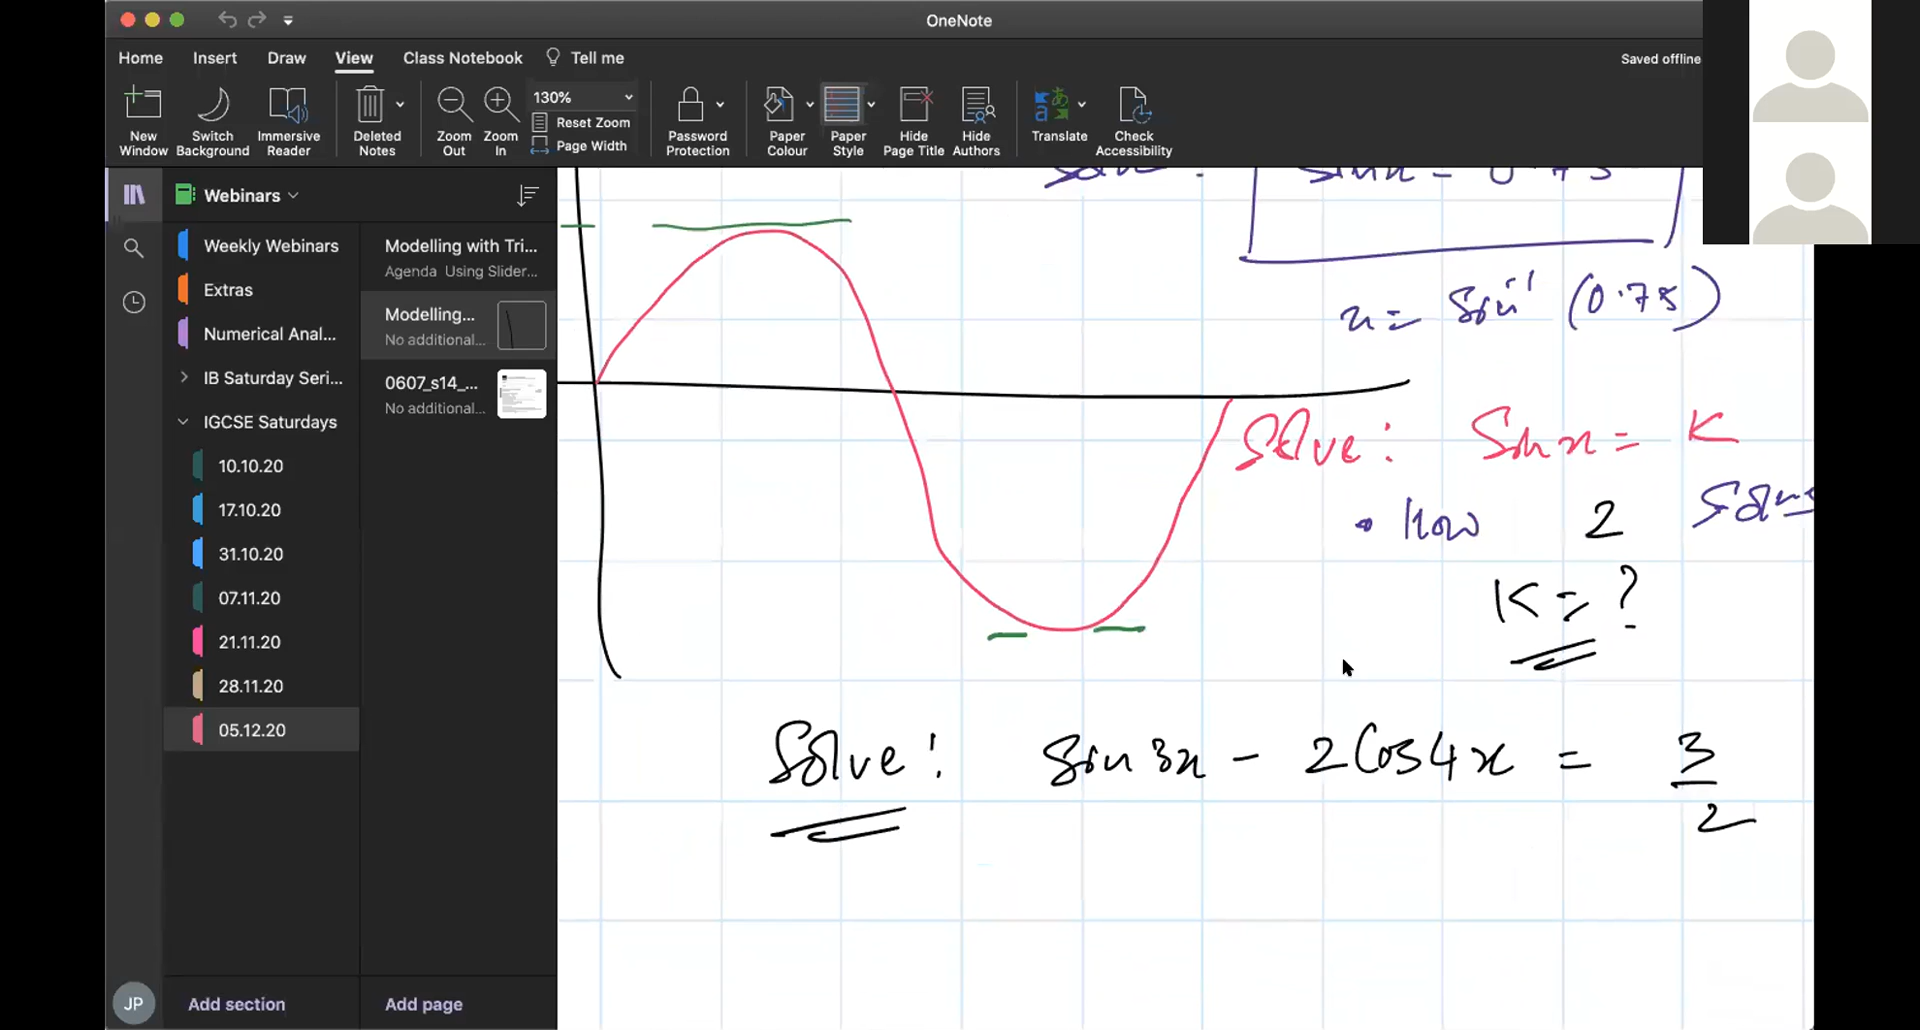 OneNote
Home Insert Draw View Class Notebook Tell me
Saved offline
New Window
Switch Background
Immersive Reader
Deleted Notes
Zoom Out
Zoom In
130%
Reset Zoom
Page Width
Password Protection
Paper Colour
Paper Style
Hide Page Title
Hide Authors
Translate
Check Accessibility
Webinars
Weekly Webinars
Extras
Numerical Anal...
IB Saturday Seri...
IGCSE Saturdays
10.10.20
17.10.20
31.10.20
07.11.20
21.11.20
28.11.20
05.12.20
Add section
JP
Modelling with Tri...
Agenda Using Slider...
Modelling...
No additional...
0607_s14_...
No additional...
Add page
sin x = 0.75
x = Sin⁻¹ (0.75)
Solve: Sin x = K
• How 2 Solns
K = ?
Solve: Sin 3x - 2 Cos 4x = 3/2